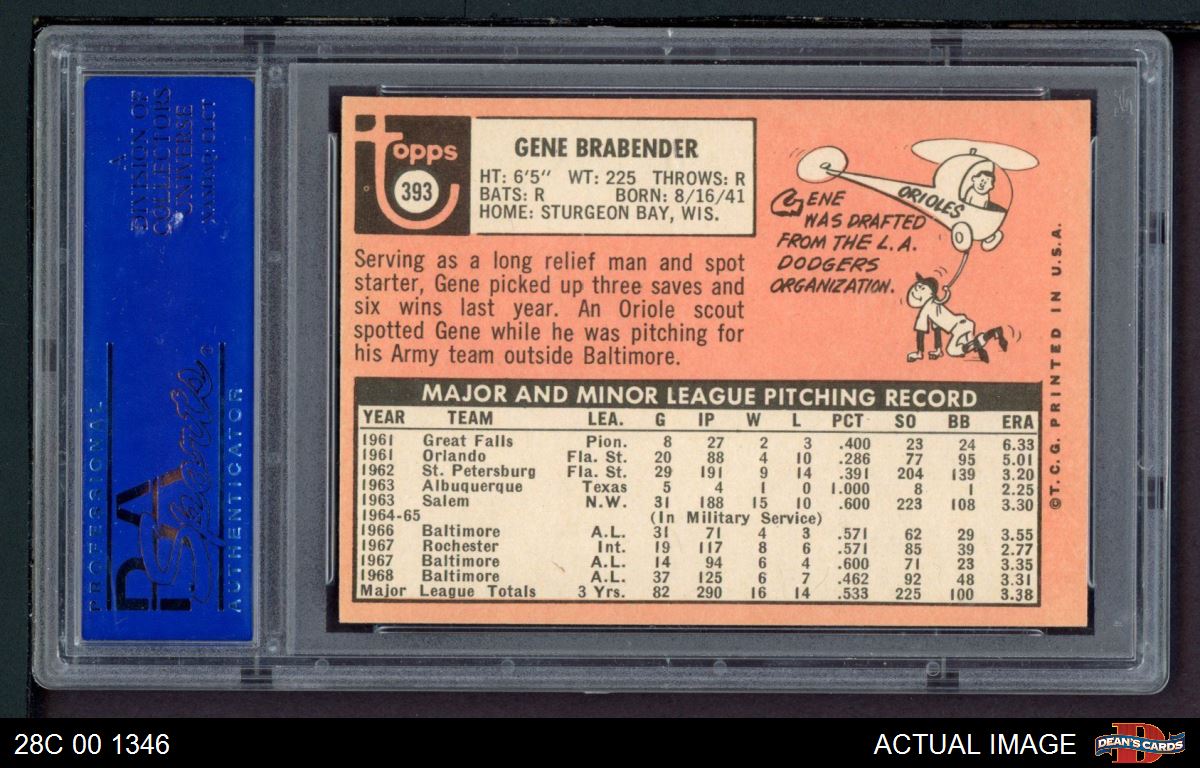 A
DIVISION OF
COLLECTORS
UNIVERSE
NASDAQ: CLCT
PROFESSIONAL
PSA
Sports
AUTHENTICATOR
Topps
393
GENE BRABENDER
HT: 6'5" WT: 225 THROWS: R
BATS: R BORN: 8/16/41
HOME: STURGEON BAY, WIS.
Serving as a long relief man and spot
starter, Gene picked up three saves and
six wins last year. An Oriole scout
spotted Gene while he was pitching for
his Army team outside Baltimore.
ORIOLES
GENE
WAS DRAFTED
FROM THE L.A.
DODGERS
ORGANIZATION.
MAJOR AND MINOR LEAGUE PITCHING RECORD
YEAR TEAM LEA. G IP W L PCT SO BB ERA
1961 Great Falls Pion. 8 27 2 3 .400 23 24 6.33
1961 Orlando Fla. St. 20 88 4 10 .286 77 95 5.01
1962 St. Petersburg Fla. St. 29 191 9 14 .391 204 139 3.20
1963 Albuquerque Texas 5 4 1 0 1.000 8 1 2.25
1963 Salem N.W. 31 188 15 10 .600 223 108 3.30
1964-65 (In Military Service)
1966 Baltimore A.L. 31 71 4 3 .571 62 29 3.55
1967 Rochester Int. 19 117 8 6 .571 85 39 2.77
1967 Baltimore A.L. 14 94 6 4 .600 71 23 3.35
1968 Baltimore A.L. 37 125 6 7 .462 92 48 3.31
Major League Totals 3 Yrs. 82 290 16 14 .533 225 100 3.38
©T.C.G. PRINTED IN U.S.A.
28C 00 1346
ACTUAL IMAGE
D
DEAN'S CARDS